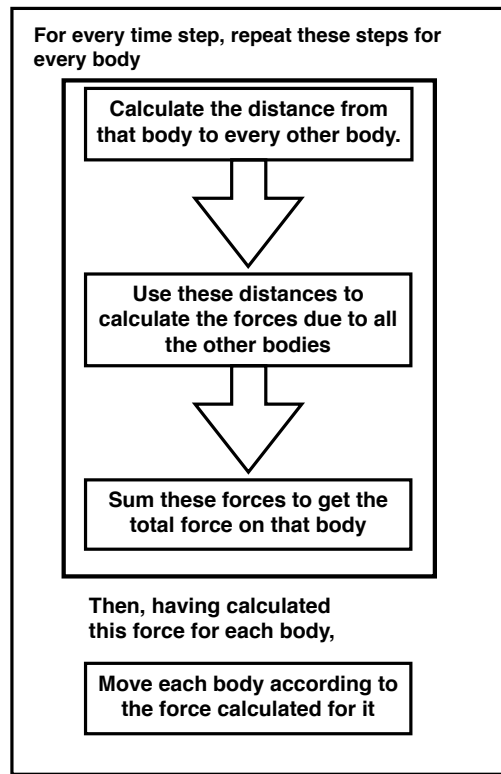 For every time step, repeat these steps for
every body
Calculate the distance from
that body to every other body.
Use these distances to
calculate the forces due to all
the other bodies
Sum these forces to get the
total force on that body
Then, having calculated
this force for each body,
Move each body according to
the force calculated for it